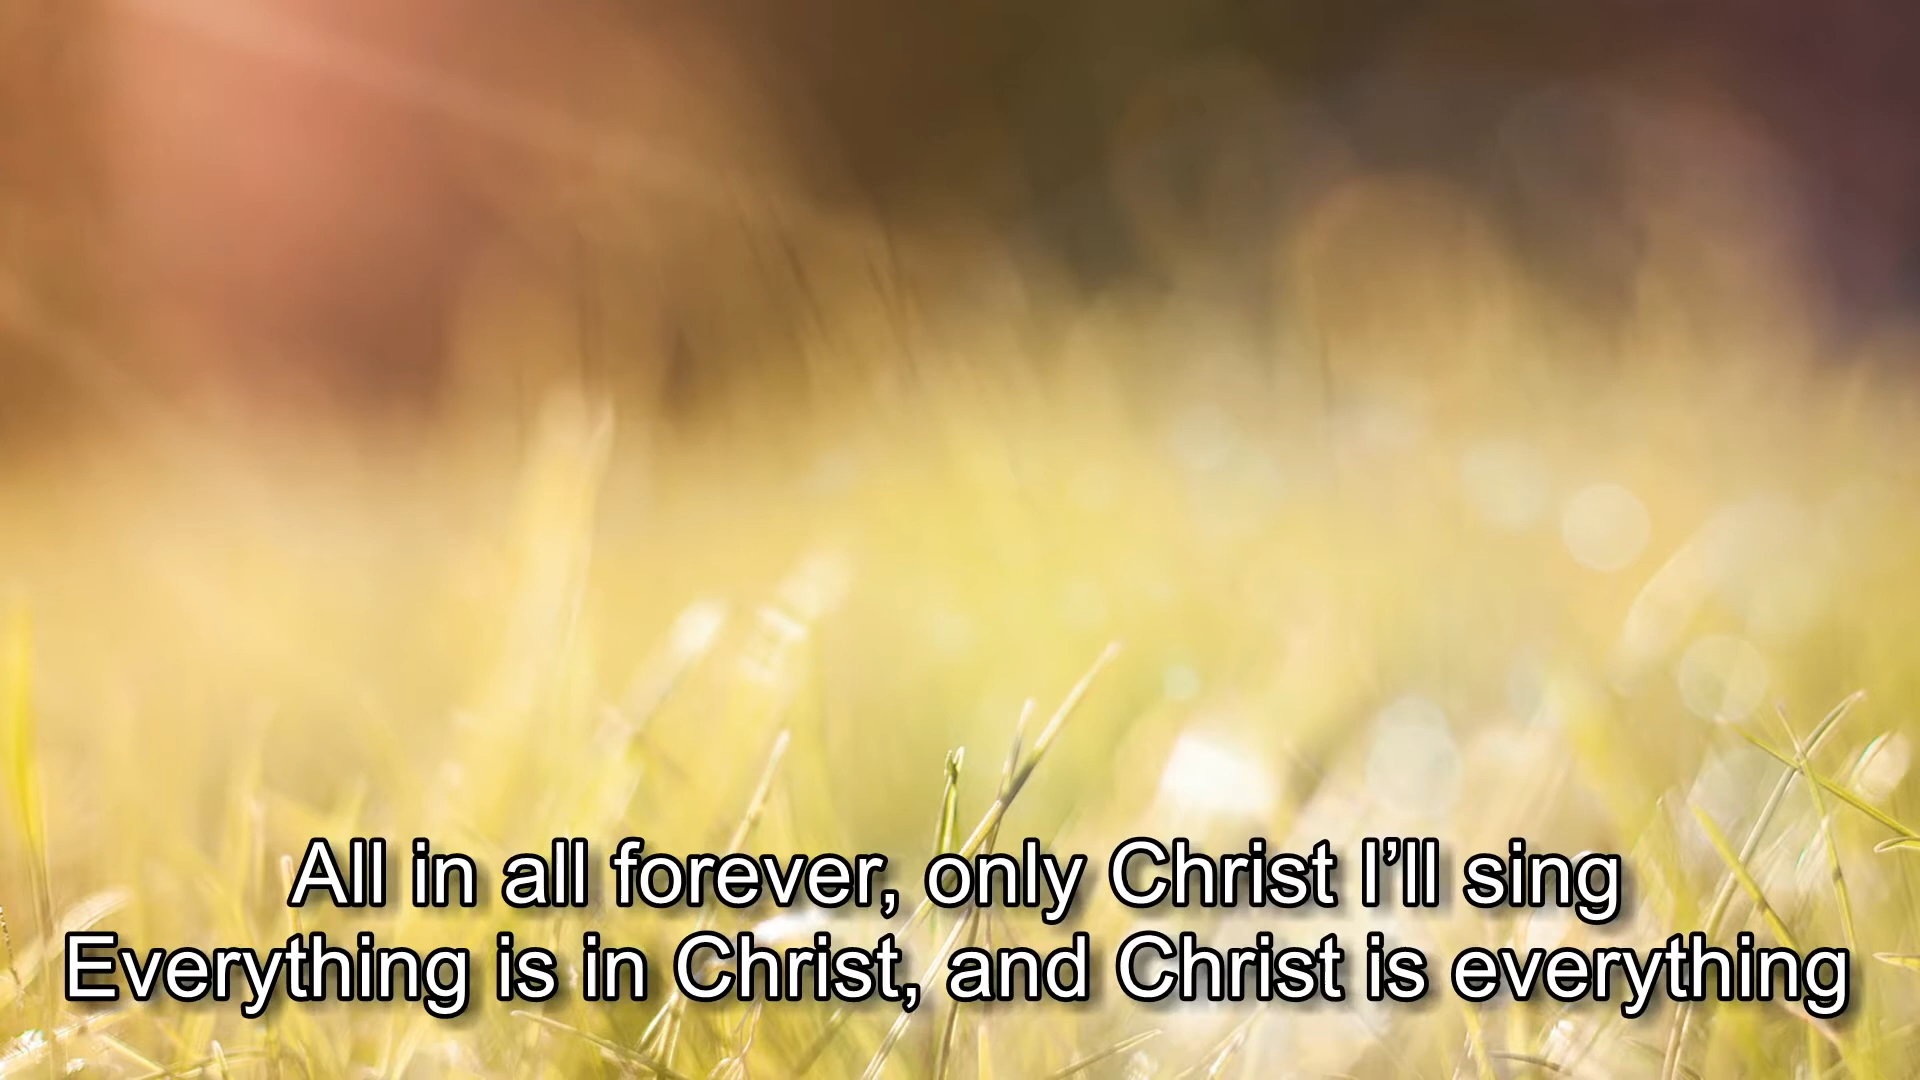 All in all forever, only Christ I’ll sing
Everything is in Christ, and Christ is everything